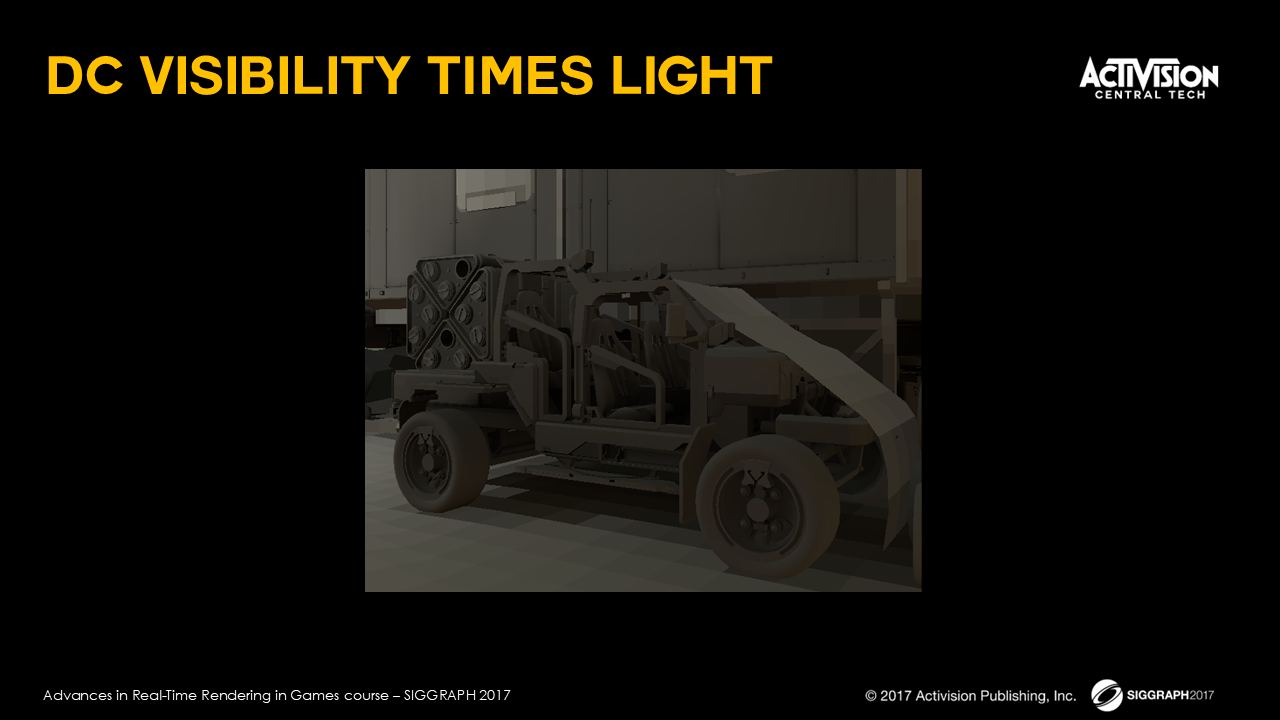 DC VISIBILITY TIMES LIGHT
ACTIVISION
CENTRAL TECH
Advances in Real-Time Rendering in Games course – SIGGRAPH 2017
© 2017 Activision Publishing, Inc.
SIGGRAPH2017